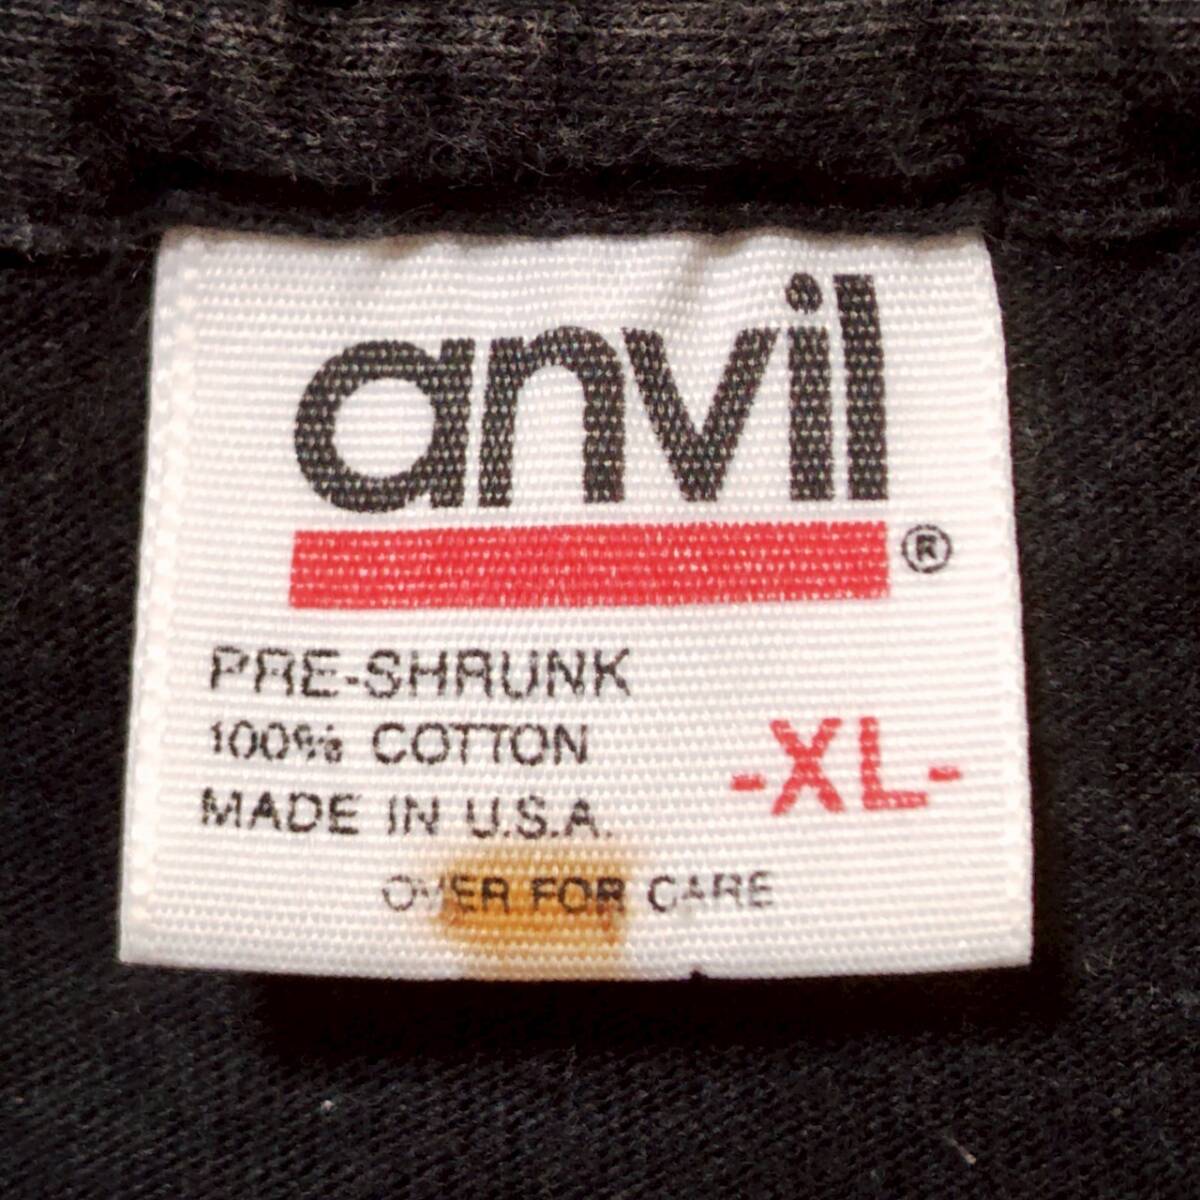 anvil
®
PRE-SHRUNK
100% COTTON
-XL-
MADE IN U.S.A.
OVER FOR CARE